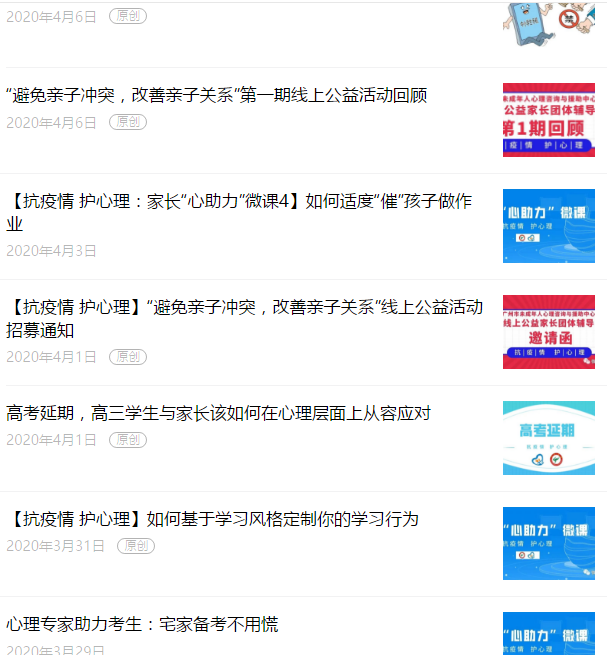 2020年4月6日 原创
“避免亲子冲突，改善亲子关系”第一期线上公益活动回顾
2020年4月6日 原创
未成年人心理咨询与援助中心
公益家长团体辅导
第1期回顾
抗|疫|情 护|心|理
【抗疫情 护心理：家长“心助力”微课4】如何适度“催”孩子做作
业
2020年4月3日
“心助力”微课
抗疫情 护心理
【抗疫情 护心理】“避免亲子冲突，改善亲子关系”线上公益活动
招募通知
2020年4月1日 原创
广州市未成年人心理咨询与援助中心
线上公益家长团体辅导
邀请函
抗|疫|情 护|心|理
高考延期，高三学生与家长该如何在心理层面上从容应对
2020年4月1日 原创
高考延期
抗疫情 护心理
【抗疫情 护心理】如何基于学习风格定制你的学习行为
2020年3月31日 原创
“心助力”微课
抗疫情 护心理
心理专家助力考生：宅家备考不用慌
2020年3月29日
“心助力”微课
抗疫情 护心理